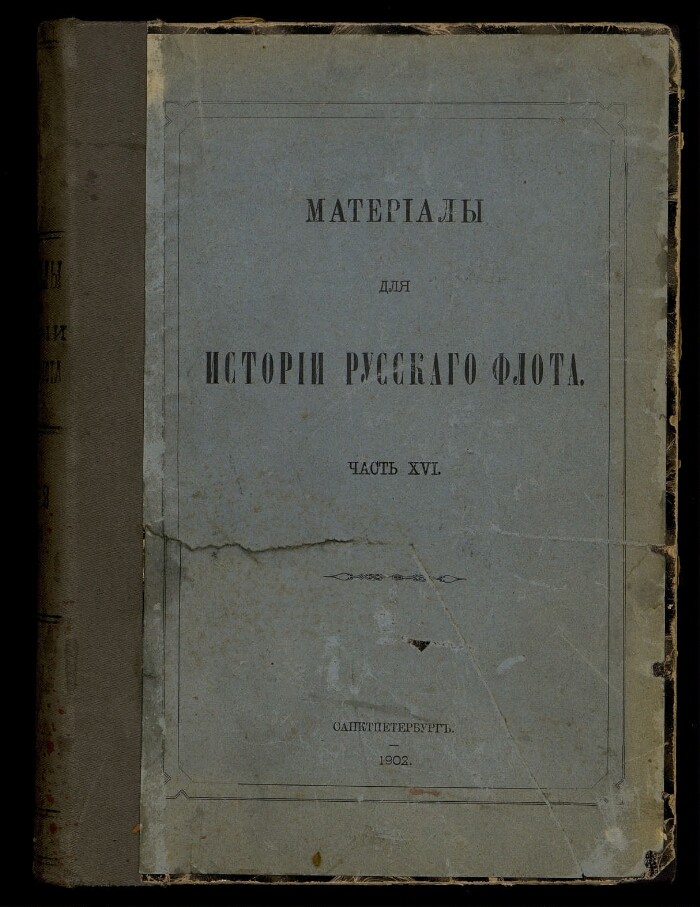 МАТЕРІАЛЫ
ДЛЯ
ИСТОРІИ РУССКАГО ФЛОТА.
ЧАСТЬ XVI.
САНКТПЕТЕРБУРГЪ.
—
1902.